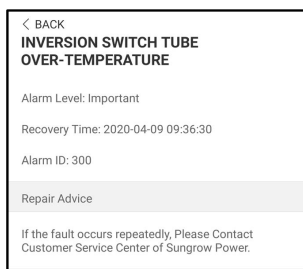 < BACK
INVERSION SWITCH TUBE
OVER-TEMPERATURE
Alarm Level: Important
Recovery Time: 2020-04-09 09:36:30
Alarm ID: 300
Repair Advice
If the fault occurs repeatedly, Please Contact
Customer Service Center of Sungrow Power.